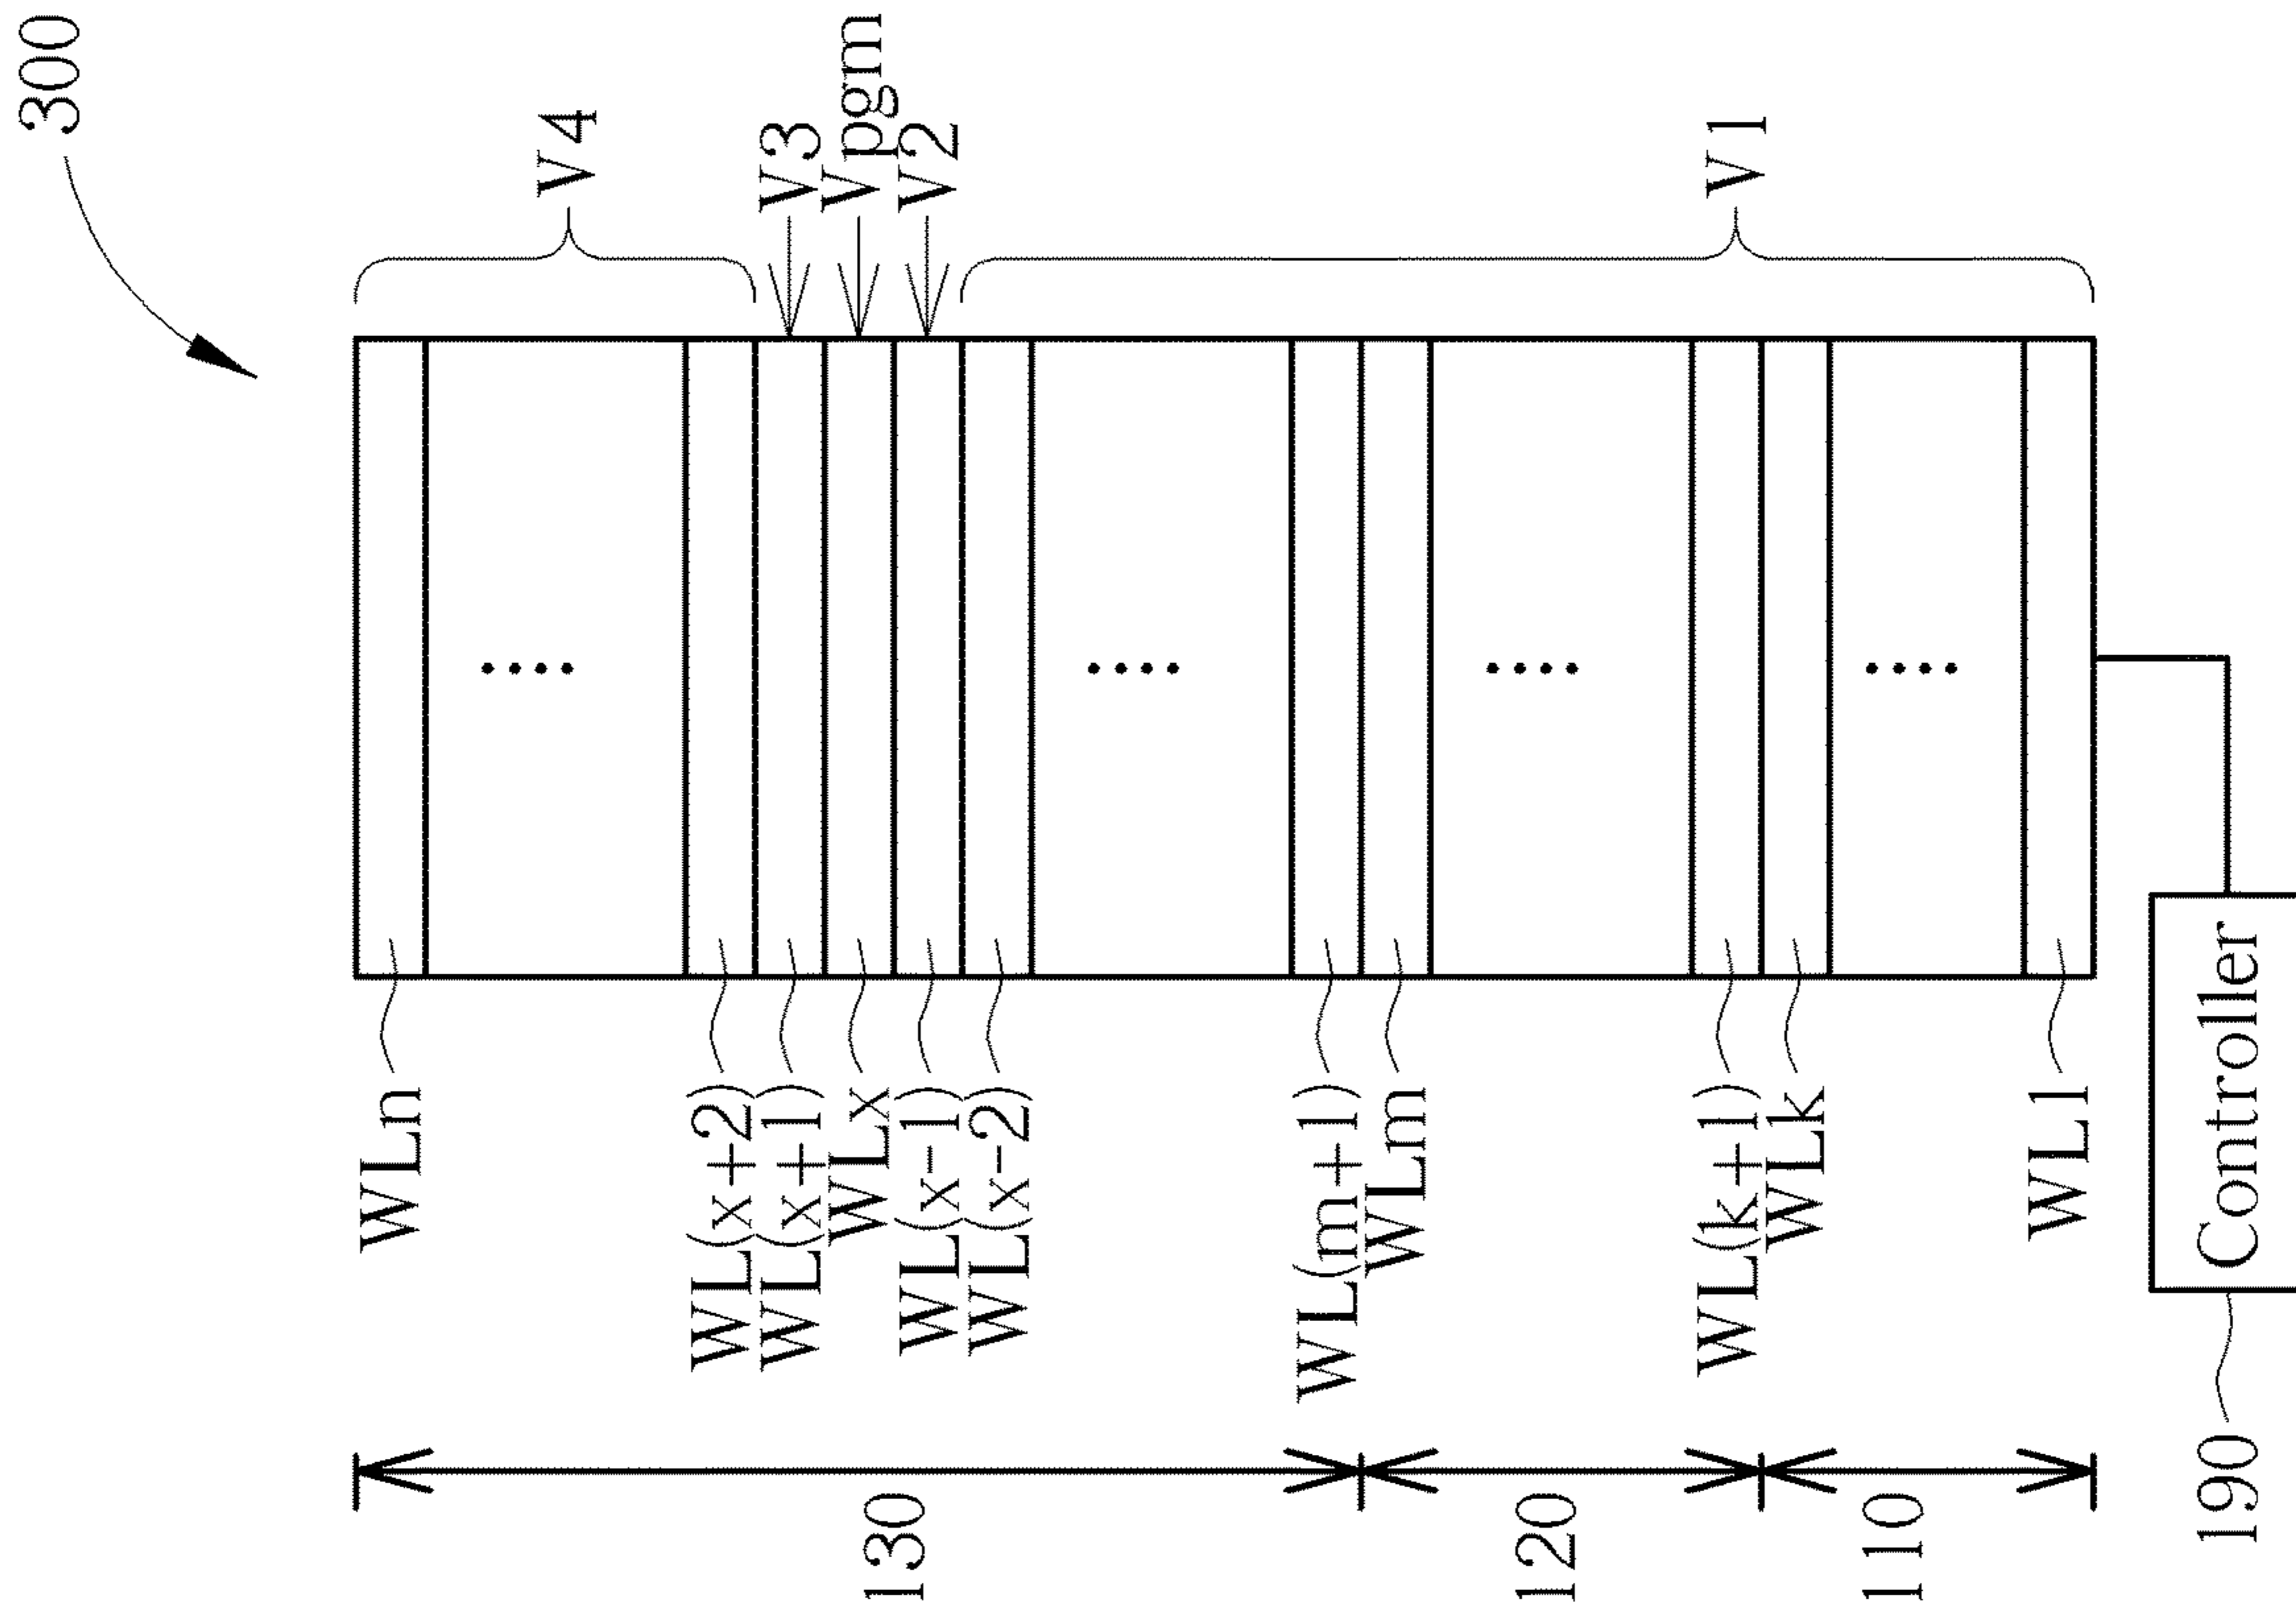 300
V4
V3
Vpgm
V2
V1
WLn
WL(x+2)
WL(x+1)
WLx
WL(x-1)
WL(x-2)
WL(m+1)
WLm
WL(k+1)
WLk
WL1
130
120
110
Controller
190